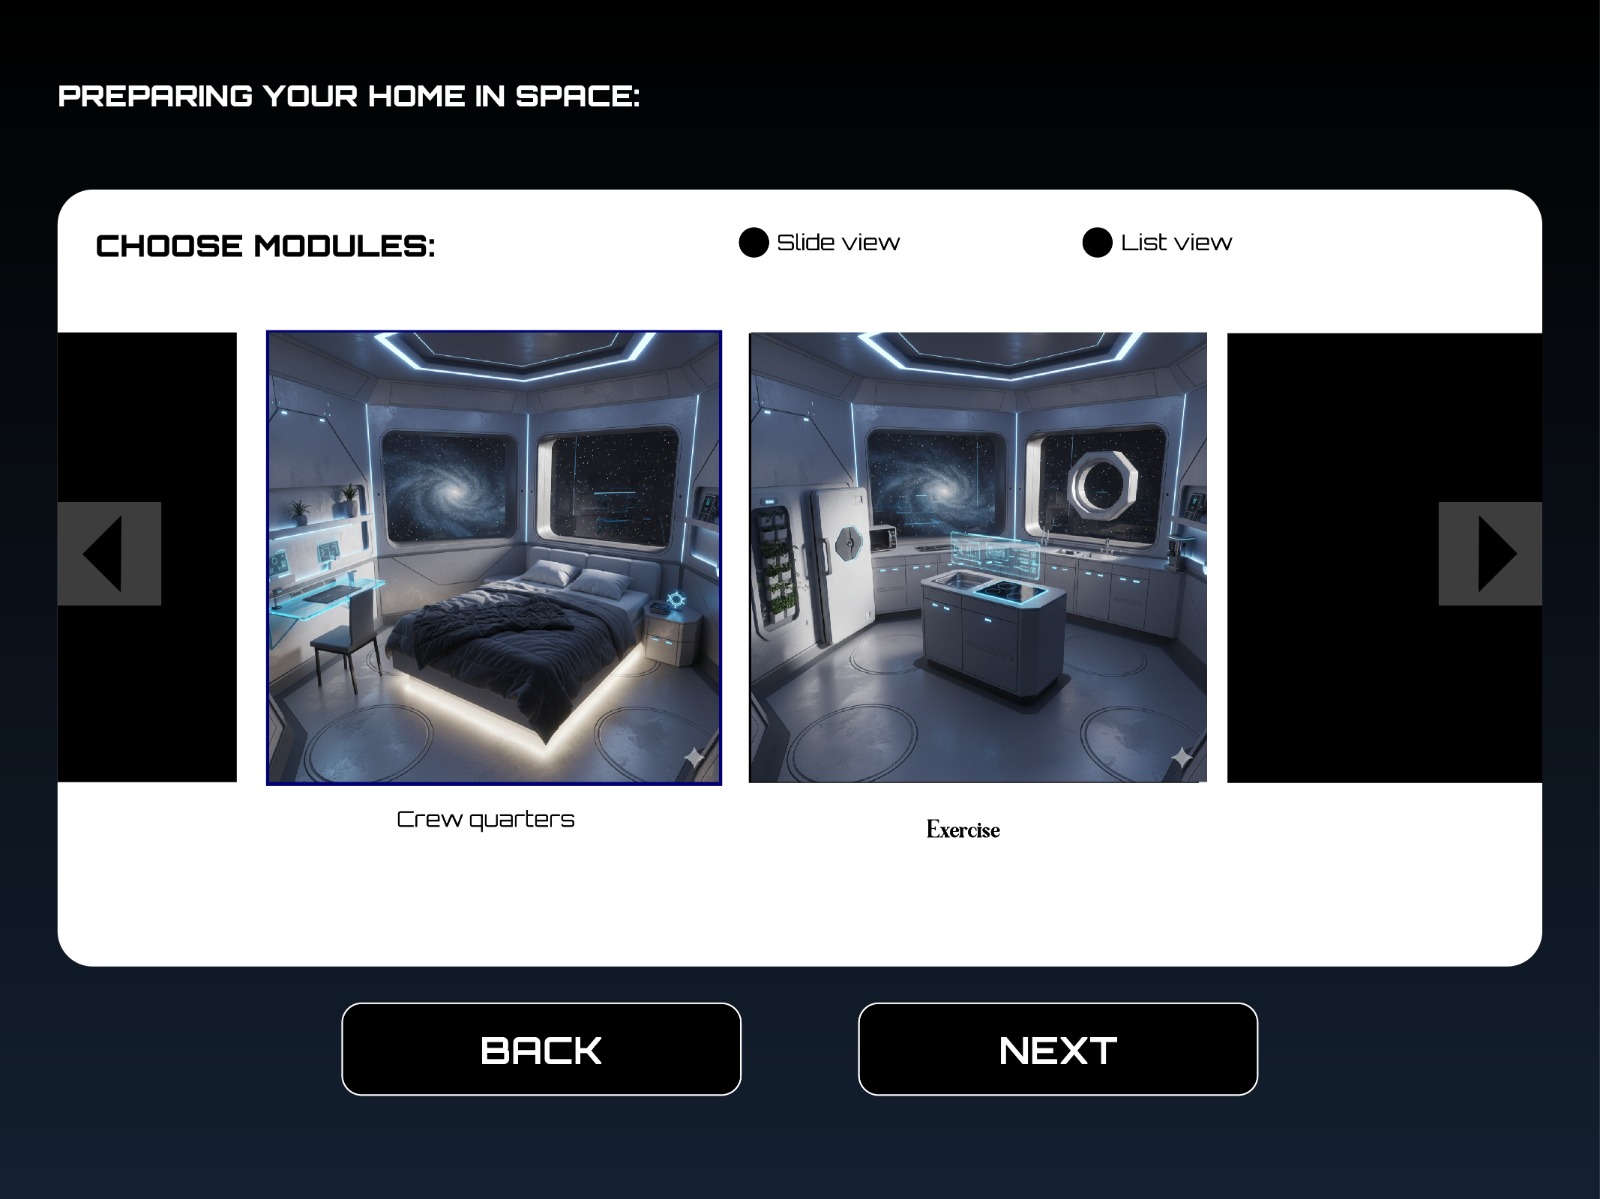 PREPARING YOUR HOME IN SPACE:
CHOOSE MODULES:
Slide view
List view
Crew quarters
Exercise
BACK
NEXT